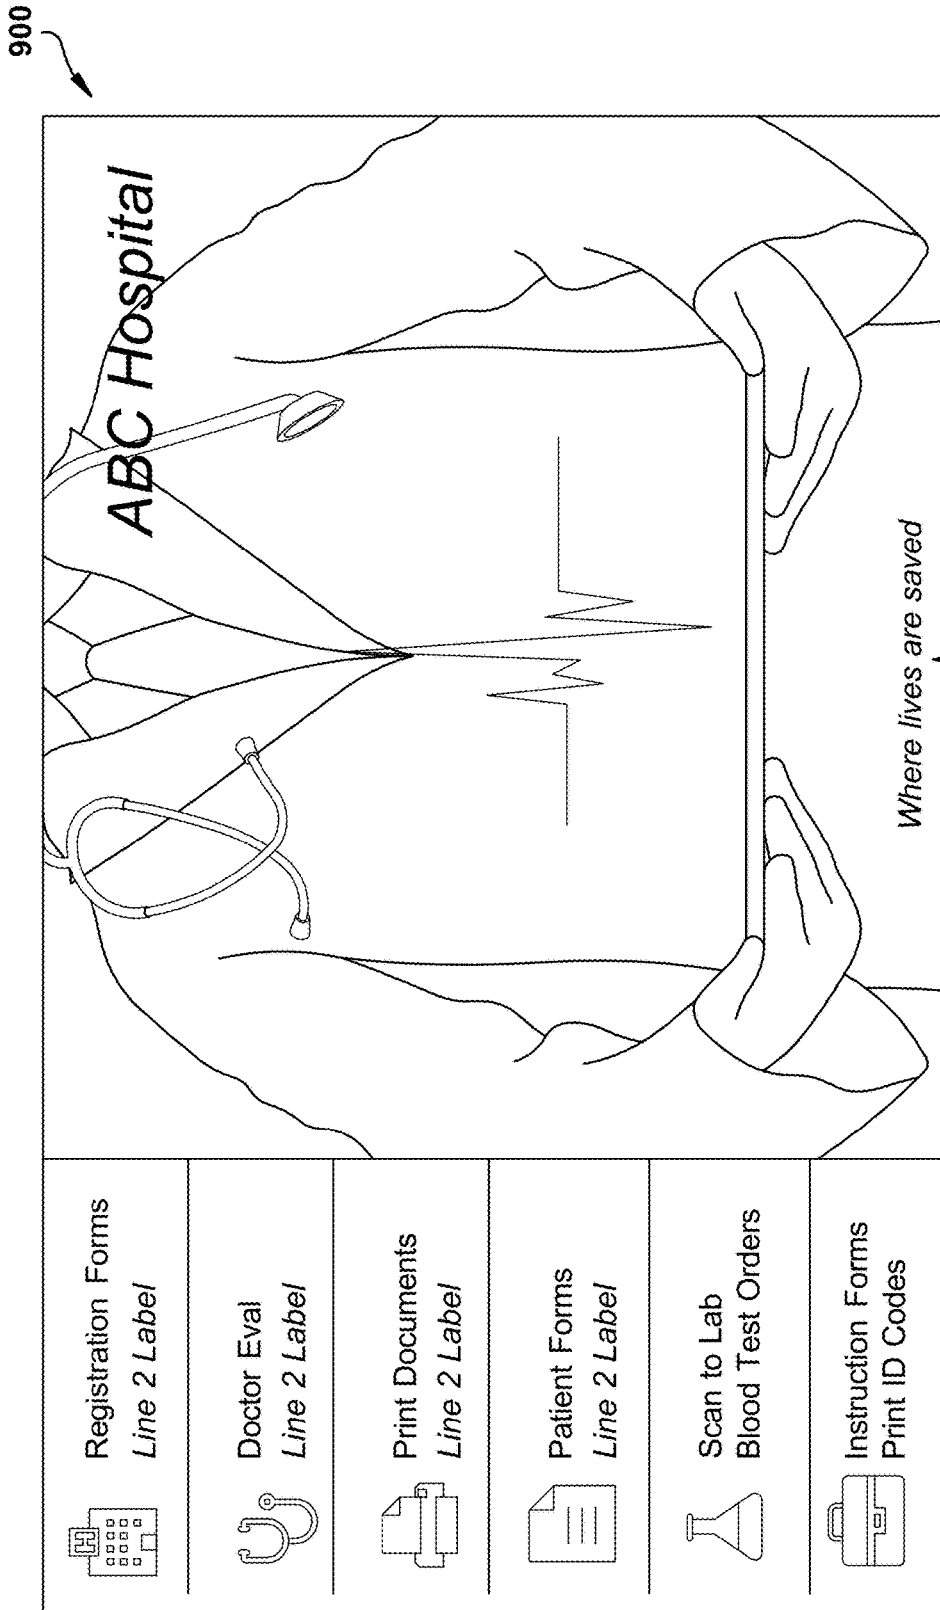 900
ABC Hospital
Registration Forms
Line 2 Label
Doctor Eval
Line 2 Label
Print Documents
Line 2 Label
Patient Forms
Line 2 Label
Scan to Lab
Blood Test Orders
Instruction Forms
Print ID Codes
Where lives are saved
H